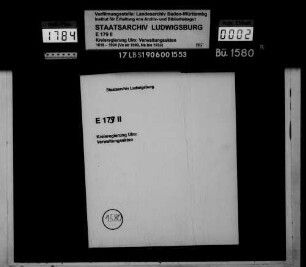 Verfilmungsstelle: Landesarchiv Baden-Württemberg
Institut für Erhaltung von Archiv- und Bibliotheksgut
STAATSARCHIV LUDWIGSBURG
E 179 II
Kreisregierung Ulm: Verwaltungsakten
1784
0002
17LBS1906001553
Bü. 1580
Staatsarchiv Ludwigsburg
E 179 II
Kreisregierung Ulm:
Verwaltungsakten
1580